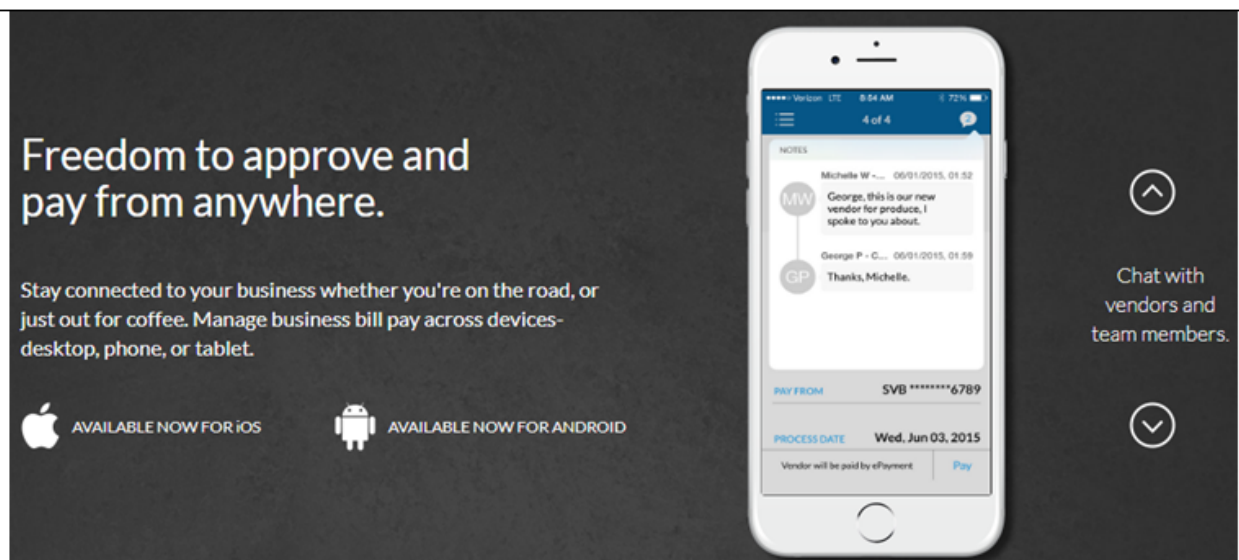 Freedom to approve and
pay from anywhere.
Stay connected to your business whether you're on the road, or
just out for coffee. Manage business bill pay across devices-
desktop, phone, or tablet.
AVAILABLE NOW FOR iOS
AVAILABLE NOW FOR ANDROID
Verizon LTE 8:54 AM 72%
4 of 4
2
NOTES
Michelle W -... 06/01/2015, 01:52
MW
George, this is our new
vendor for produce, I
spoke to you about.
George P - C... 06/01/2015, 01:59
GP
Thanks, Michelle.
PAY FROM SVB ********6789
PROCESS DATE Wed, Jun 03, 2015
Vendor will be paid by ePayment Pay
Chat with
vendors and
team members.